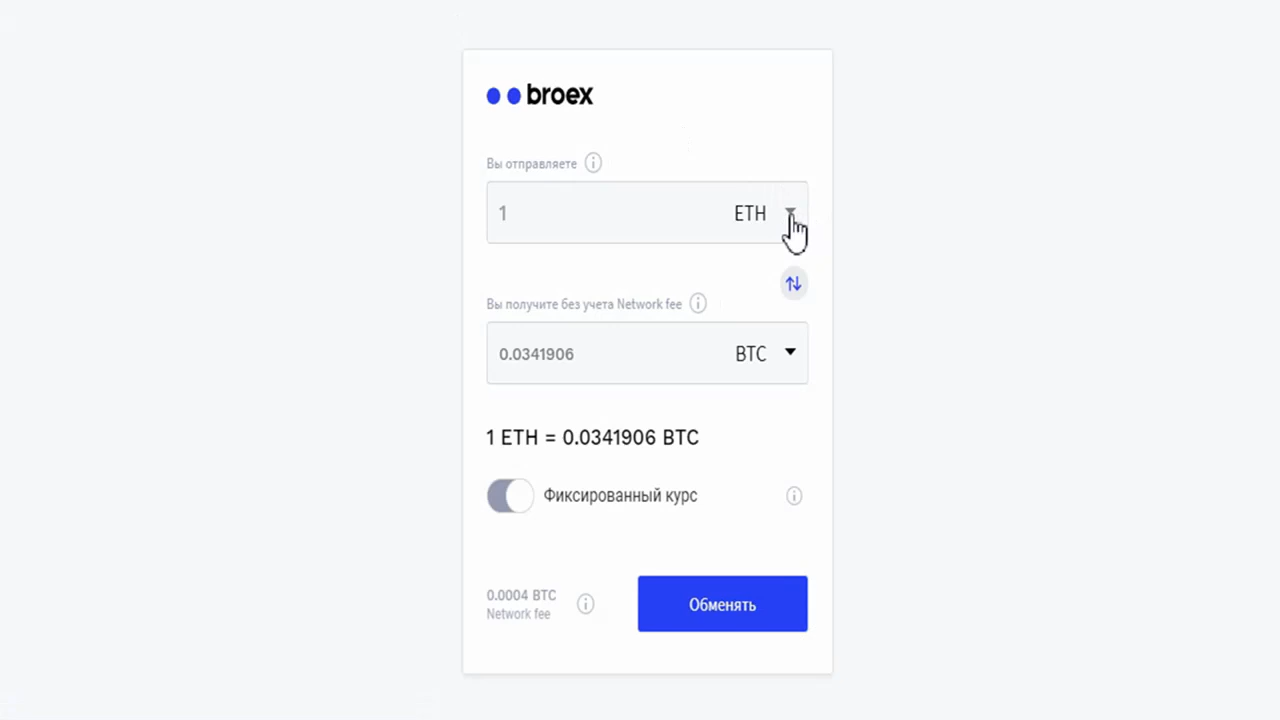 broex
Вы отправляете
1 ETH
Вы получите без учета Network fee
0.0341906 BTC
1 ETH = 0.0341906 BTC
Фиксированный курс
0.0004 BTC
Network fee
Обменять